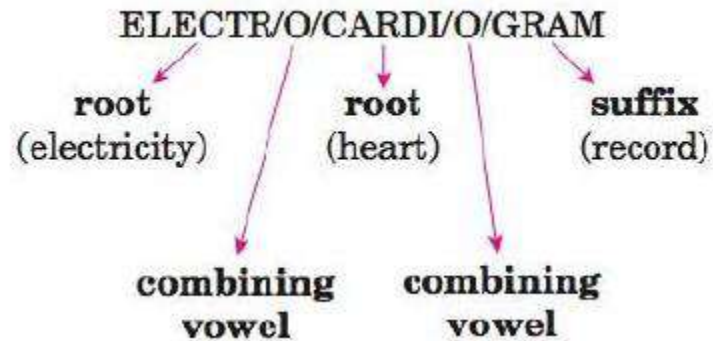 ELECTR/O/CARDI/O/GRAM
root root suffix
(electricity) (heart) (record)
combining combining
vowel vowel